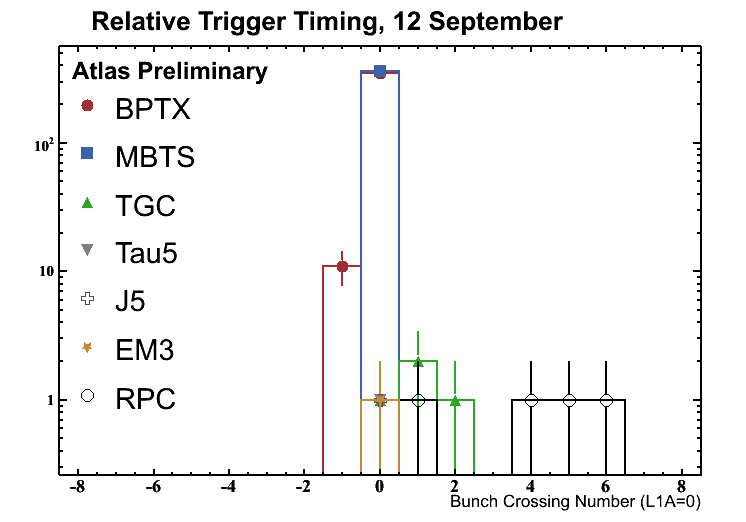 Relative Trigger Timing, 12 September
Atlas Preliminary
BPTX
MBTS
TGC
Tau5
J5
EM3
RPC
10²
10
1
-8 -6 -4 -2 0 2 4 6 8
Bunch Crossing Number (L1A=0)